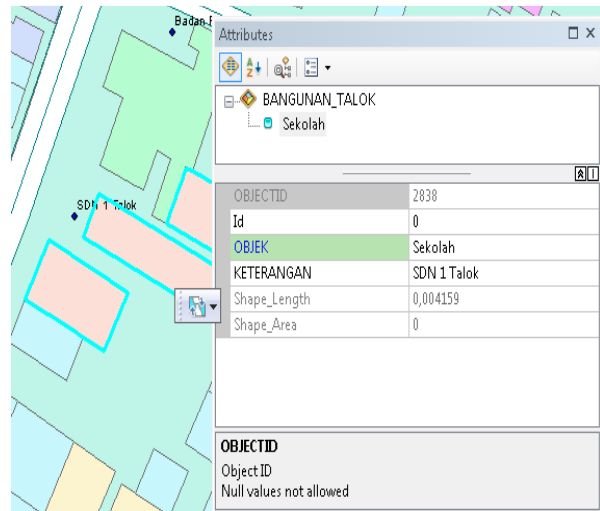 Badan
Attributes
BANGUNAN_TALOK
Sekolah
SDN 1 Talok
OBJECTID 2838
Id 0
OBJEK Sekolah
KETERANGAN SDN 1 Talok
Shape_Length 0,004159
Shape_Area 0
OBJECTID
Object ID
Null values not allowed